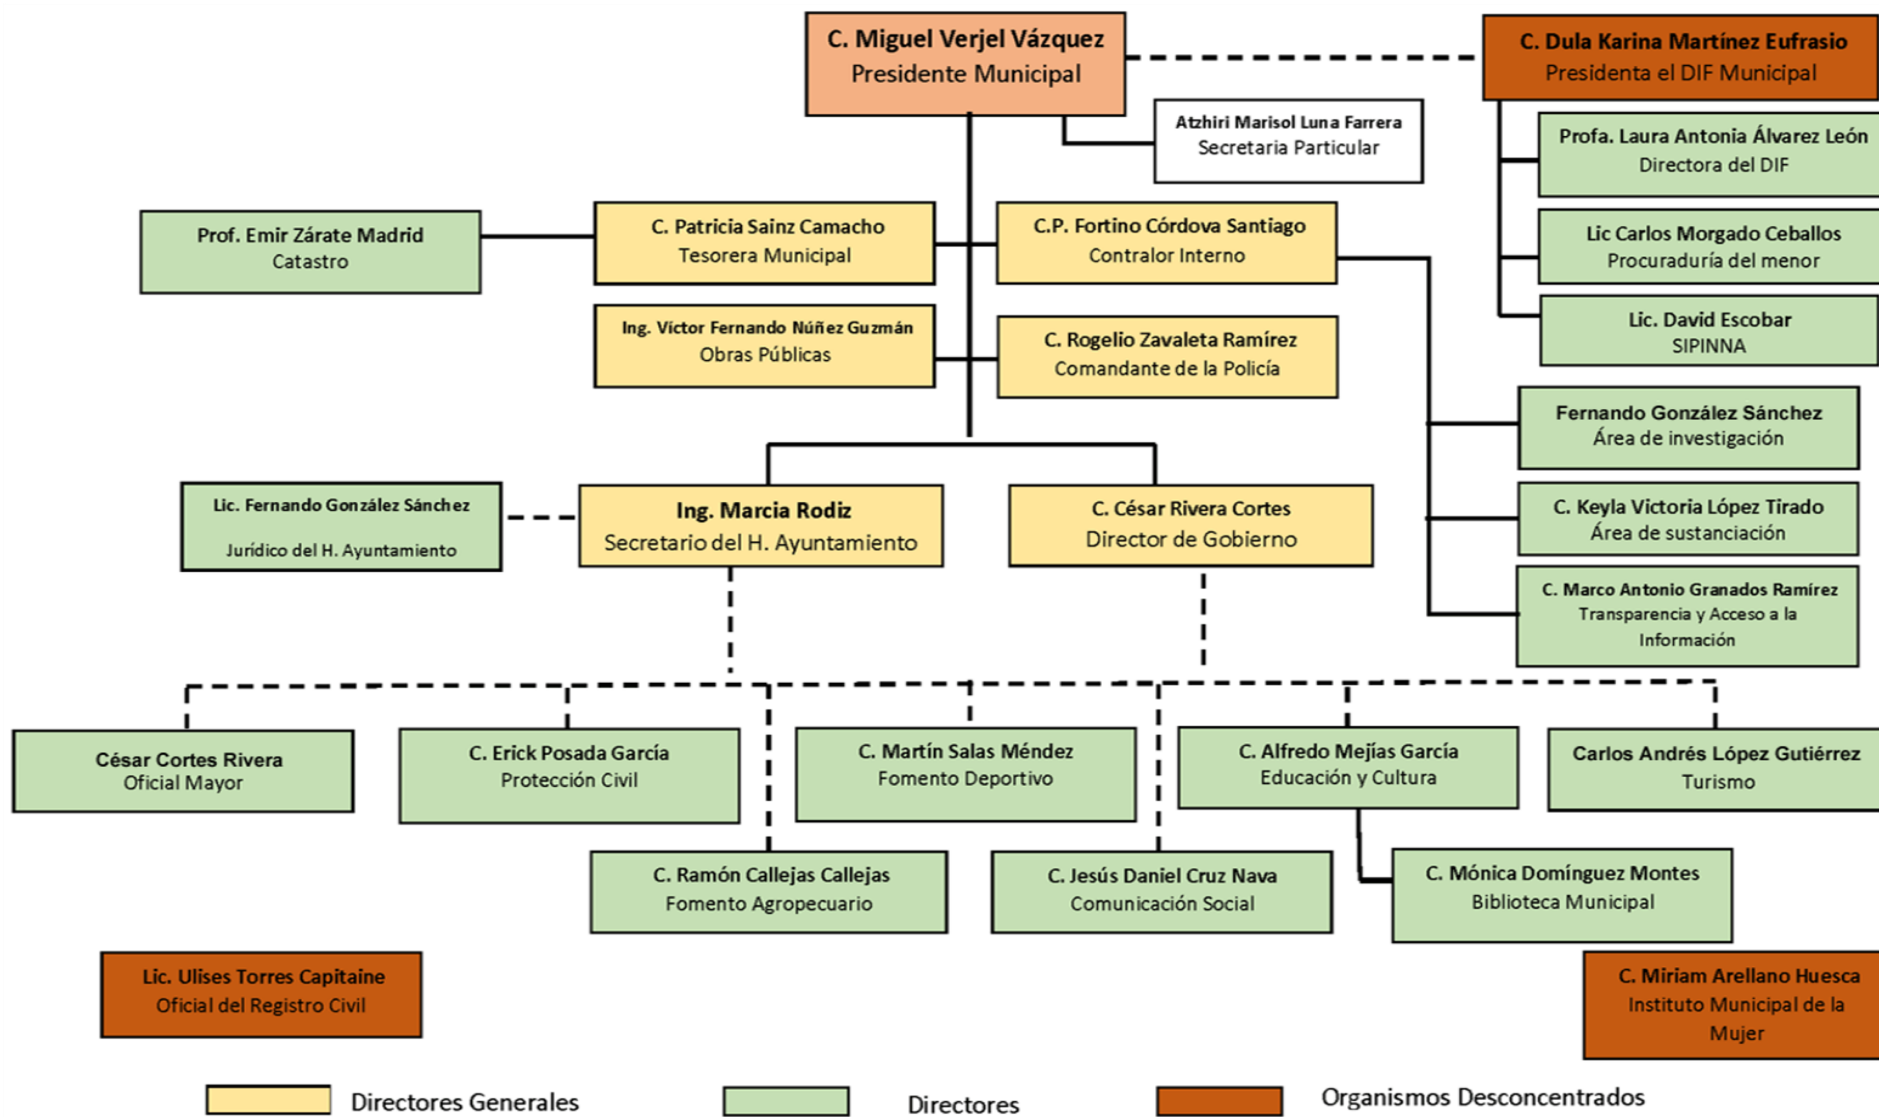 C. Miguel Verjel Vázquez
Presidente Municipal
C. Dula Karina Martínez Eufrasio
Presidenta el DIF Municipal
Atzhiri Marisol Luna Farrera
Secretaria Particular
Profa. Laura Antonia Álvarez León
Directora del DIF
Prof. Emir Zárate Madrid
Catastro
C. Patricia Sainz Camacho
Tesorera Municipal
C.P. Fortino Córdova Santiago
Contralor Interno
Lic Carlos Morgado Ceballos
Procuraduría del menor
Ing. Víctor Fernando Núñez Guzmán
Obras Públicas
C. Rogelio Zavaleta Ramírez
Comandante de la Policía
Lic. David Escobar
SIPINNA
Fernando González Sánchez
Área de investigación
Lic. Fernando González Sánchez
Jurídico del H. Ayuntamiento
Ing. Marcia Rodiz
Secretario del H. Ayuntamiento
C. César Rivera Cortes
Director de Gobierno
C. Keyla Victoria López Tirado
Área de sustanciación
C. Marco Antonio Granados Ramírez
Transparencia y Acceso a la
Información
César Cortes Rivera
Oficial Mayor
C. Erick Posada García
Protección Civil
C. Martín Salas Méndez
Fomento Deportivo
C. Alfredo Mejías García
Educación y Cultura
Carlos Andrés López Gutiérrez
Turismo
C. Ramón Callejas Callejas
Fomento Agropecuario
C. Jesús Daniel Cruz Nava
Comunicación Social
C. Mónica Domínguez Montes
Biblioteca Municipal
Lic. Ulises Torres Capitaine
Oficial del Registro Civil
C. Miriam Arellano Huesca
Instituto Municipal de la
Mujer
Directores Generales
Directores
Organismos Desconcentrados